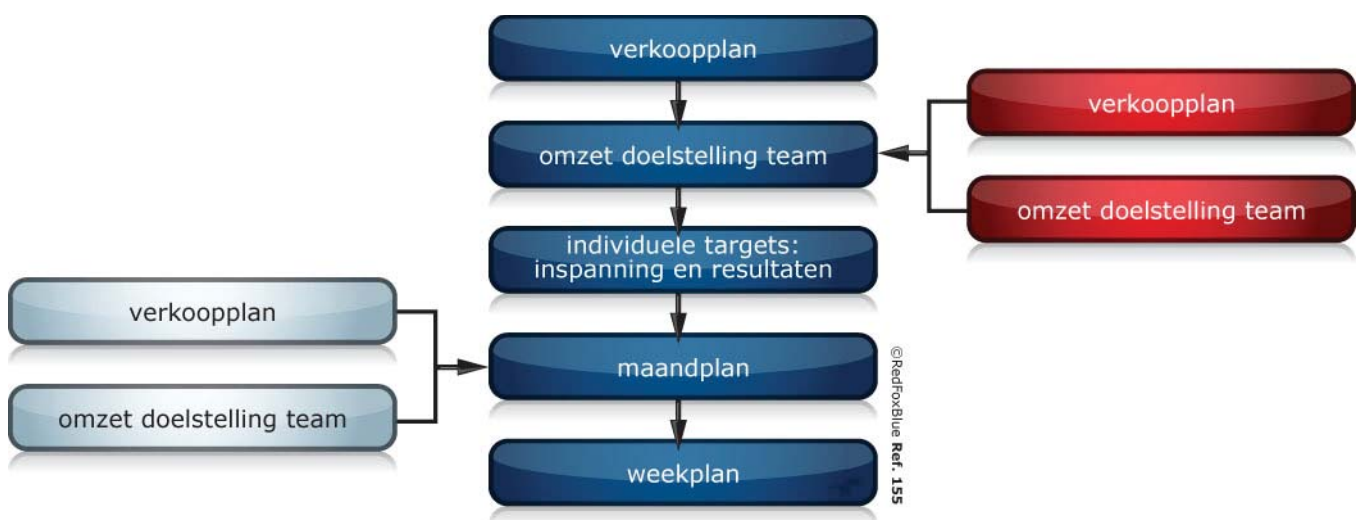 verkoopplan
omzet doelstelling team
individuele targets:
inspanning en resultaten
maandplan
weekplan
verkoopplan
omzet doelstelling team
verkoopplan
omzet doelstelling team
©RedFoxBlue Ref. 155